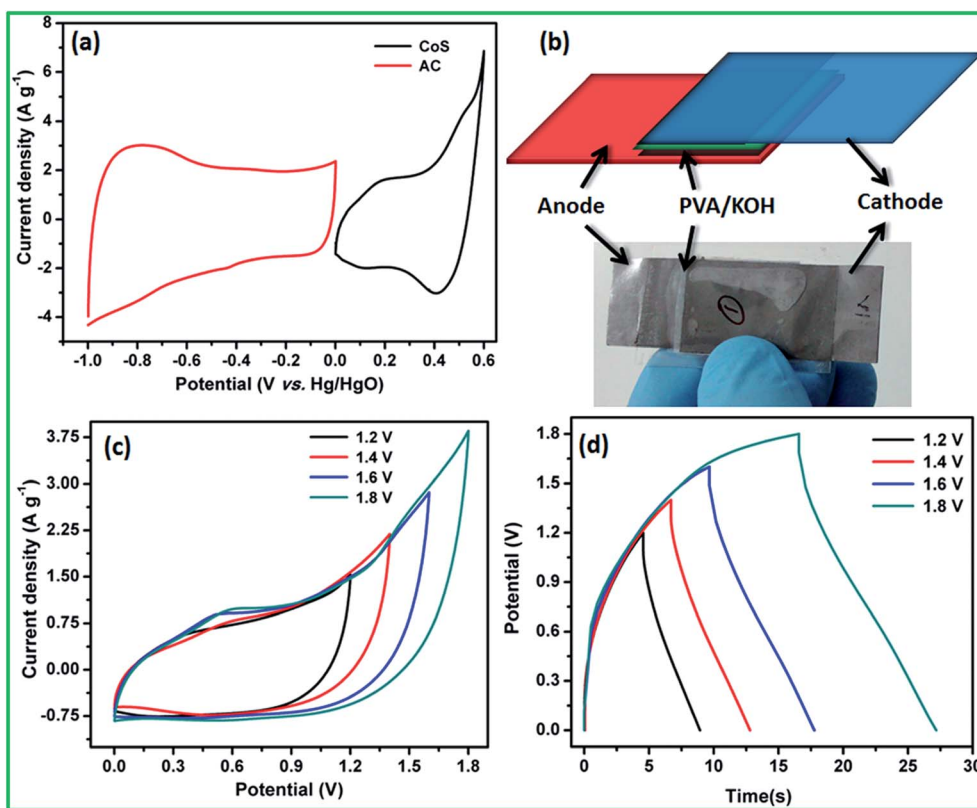 (a)
CoS
AC
Current density (A g⁻¹)
8
6
4
2
0
-2
-4
-1.0
-0.8
-0.6
-0.4
-0.2
0.0
0.2
0.4
0.6
Potential (V vs. Hg/HgO)
(b)
Anode
PVA/KOH
Cathode
1
(c)
1.2 V
1.4 V
1.6 V
1.8 V
Current density (A g⁻¹)
3.75
3.00
2.25
1.50
0.75
0.00
-0.75
0.0
0.3
0.6
0.9
1.2
1.5
1.8
Potential (V)
(d)
1.2 V
1.4 V
1.6 V
1.8 V
Potential (V)
1.8
1.5
1.2
0.9
0.6
0.3
0.0
0
5
10
15
20
25
30
Time(s)